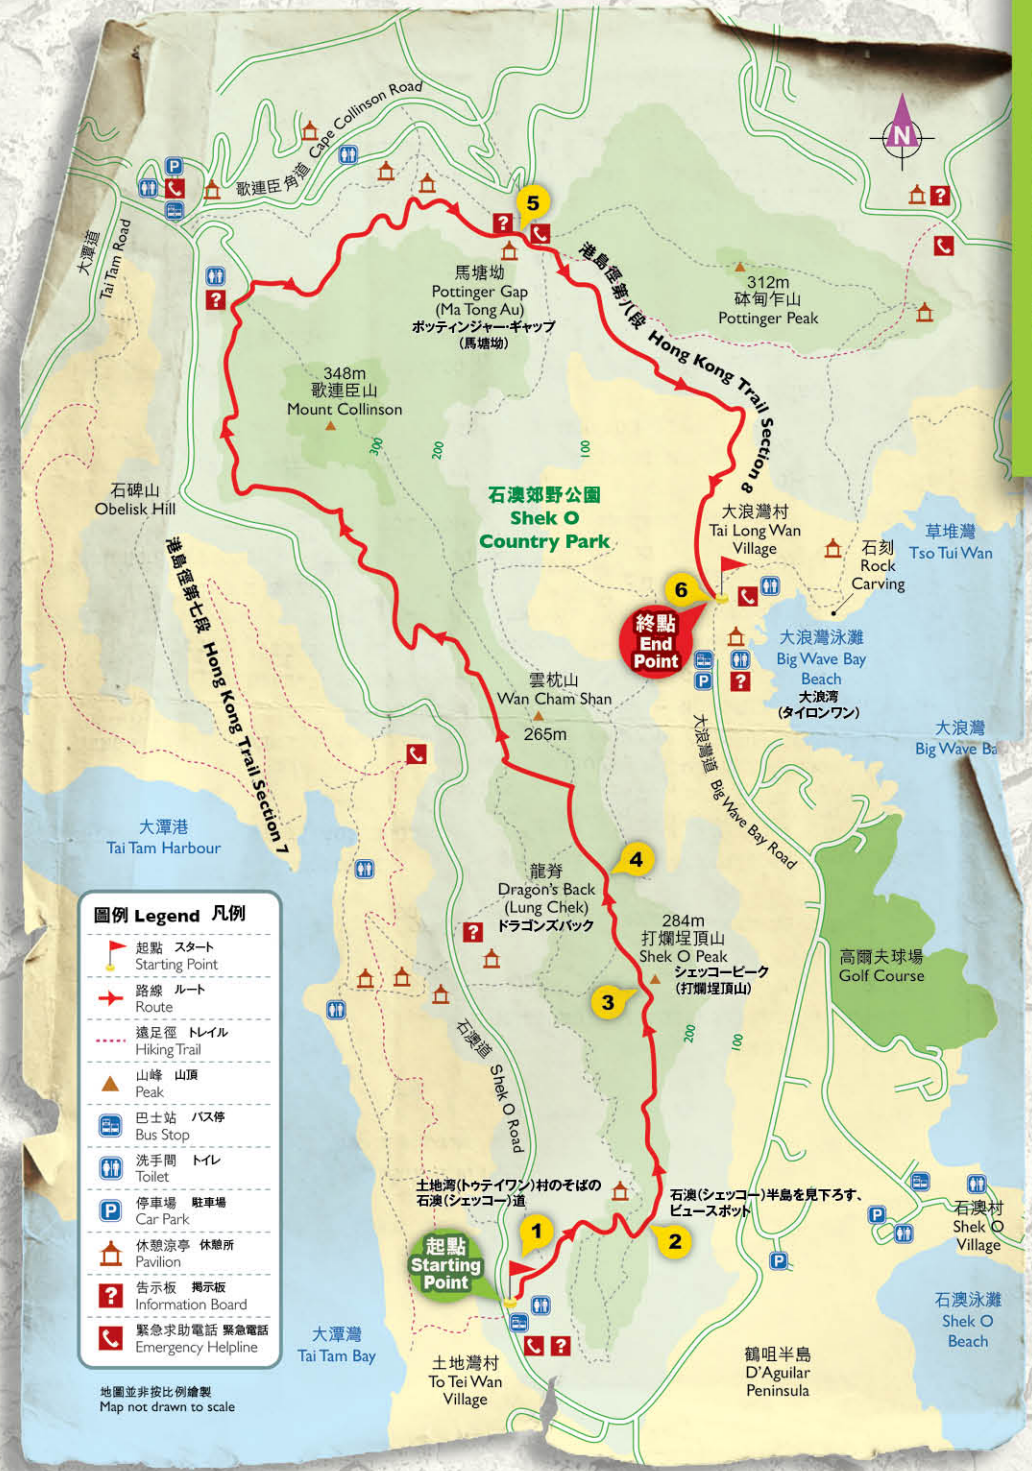 歌連臣角道 Cape Collinson Road
大潭道
Tai Tam Road
N
5
馬塘坳
Pottinger Gap
(Ma Tong Au)
ポッティンジャー・ギャップ
(馬塘坳)
港島徑第八段 Hong Kong Trail Section 8
312m
砵甸乍山
Pottinger Peak
348m
歌連臣山
Mount Collinson
300
200
100
石碑山
Obelisk Hill
石澳郊野公園
Shek O
Country Park
大浪灣村
Tai Long Wan
Village
石刻
Rock
Carving
草堆灣
Tso Tui Wan
港島徑第七段 Hong Kong Trail Section 7
6
終點
End
Point
大浪灣泳灘
Big Wave Bay
Beach
大浪湾
(タイロンワン)
雲枕山
Wan Cham Shan
265m
大浪灣
Big Wave Ba
大浪灣道 Big Wave Bay Road
大潭港
Tai Tam Harbour
4
龍脊
Dragon's Back
(Lung Chek)
ドラゴンズバック
284m
打爛埕頂山
Shek O Peak
シェッコーピーク
(打爛埕頂山)
高爾夫球場
Golf Course
3
200
100
石澳道 Shek O Road
圖例 Legend 凡例
起點 スタート
Starting Point
路線 ルート
Route
遠足徑 トレイル
Hiking Trail
山峰 山頂
Peak
巴士站 バス停
Bus Stop
洗手間 トイレ
Toilet
停車場 駐車場
Car Park
休憩涼亭 休憩所
Pavilion
告示板 掲示板
Information Board
緊急求助電話 緊急電話
Emergency Helpline
土地湾(トゥテイワン)村のそばの
石澳(シェッコー)道
石澳(シェッコー)半島を見下ろす、
ビュースポット
1
2
起點
Starting
Point
石澳村
Shek O
Village
石澳泳灘
Shek O
Beach
大潭灣
Tai Tam Bay
土地灣村
To Tei Wan
Village
鶴咀半島
D'Aguilar
Peninsula
地圖並非按比例繪製
Map not drawn to scale